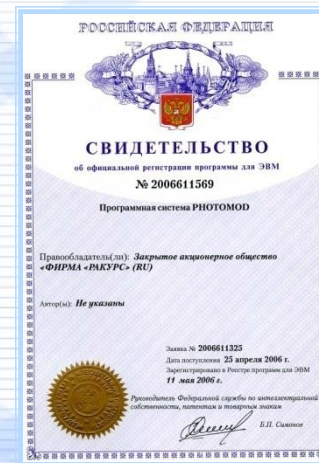 РОССИЙСКАЯ ФЕДЕРАЦИЯ
СВИДЕТЕЛЬСТВО
об официальной регистрации программы для ЭВМ
№ 2006611569
Программная система PHOTOMOD
Правообладатель(ли): Закрытое акционерное общество
«ФИРМА «РАКУРС» (RU)
Автор(ы): Не указаны
Заявка № 2006611325
Дата поступления 25 апреля 2006 г.
Зарегистрировано в Реестре программ для ЭВМ
11 мая 2006 г.
Руководитель Федеральной службы по интеллектуальной
собственности, патентам и товарным знакам
Б.П. Симонов